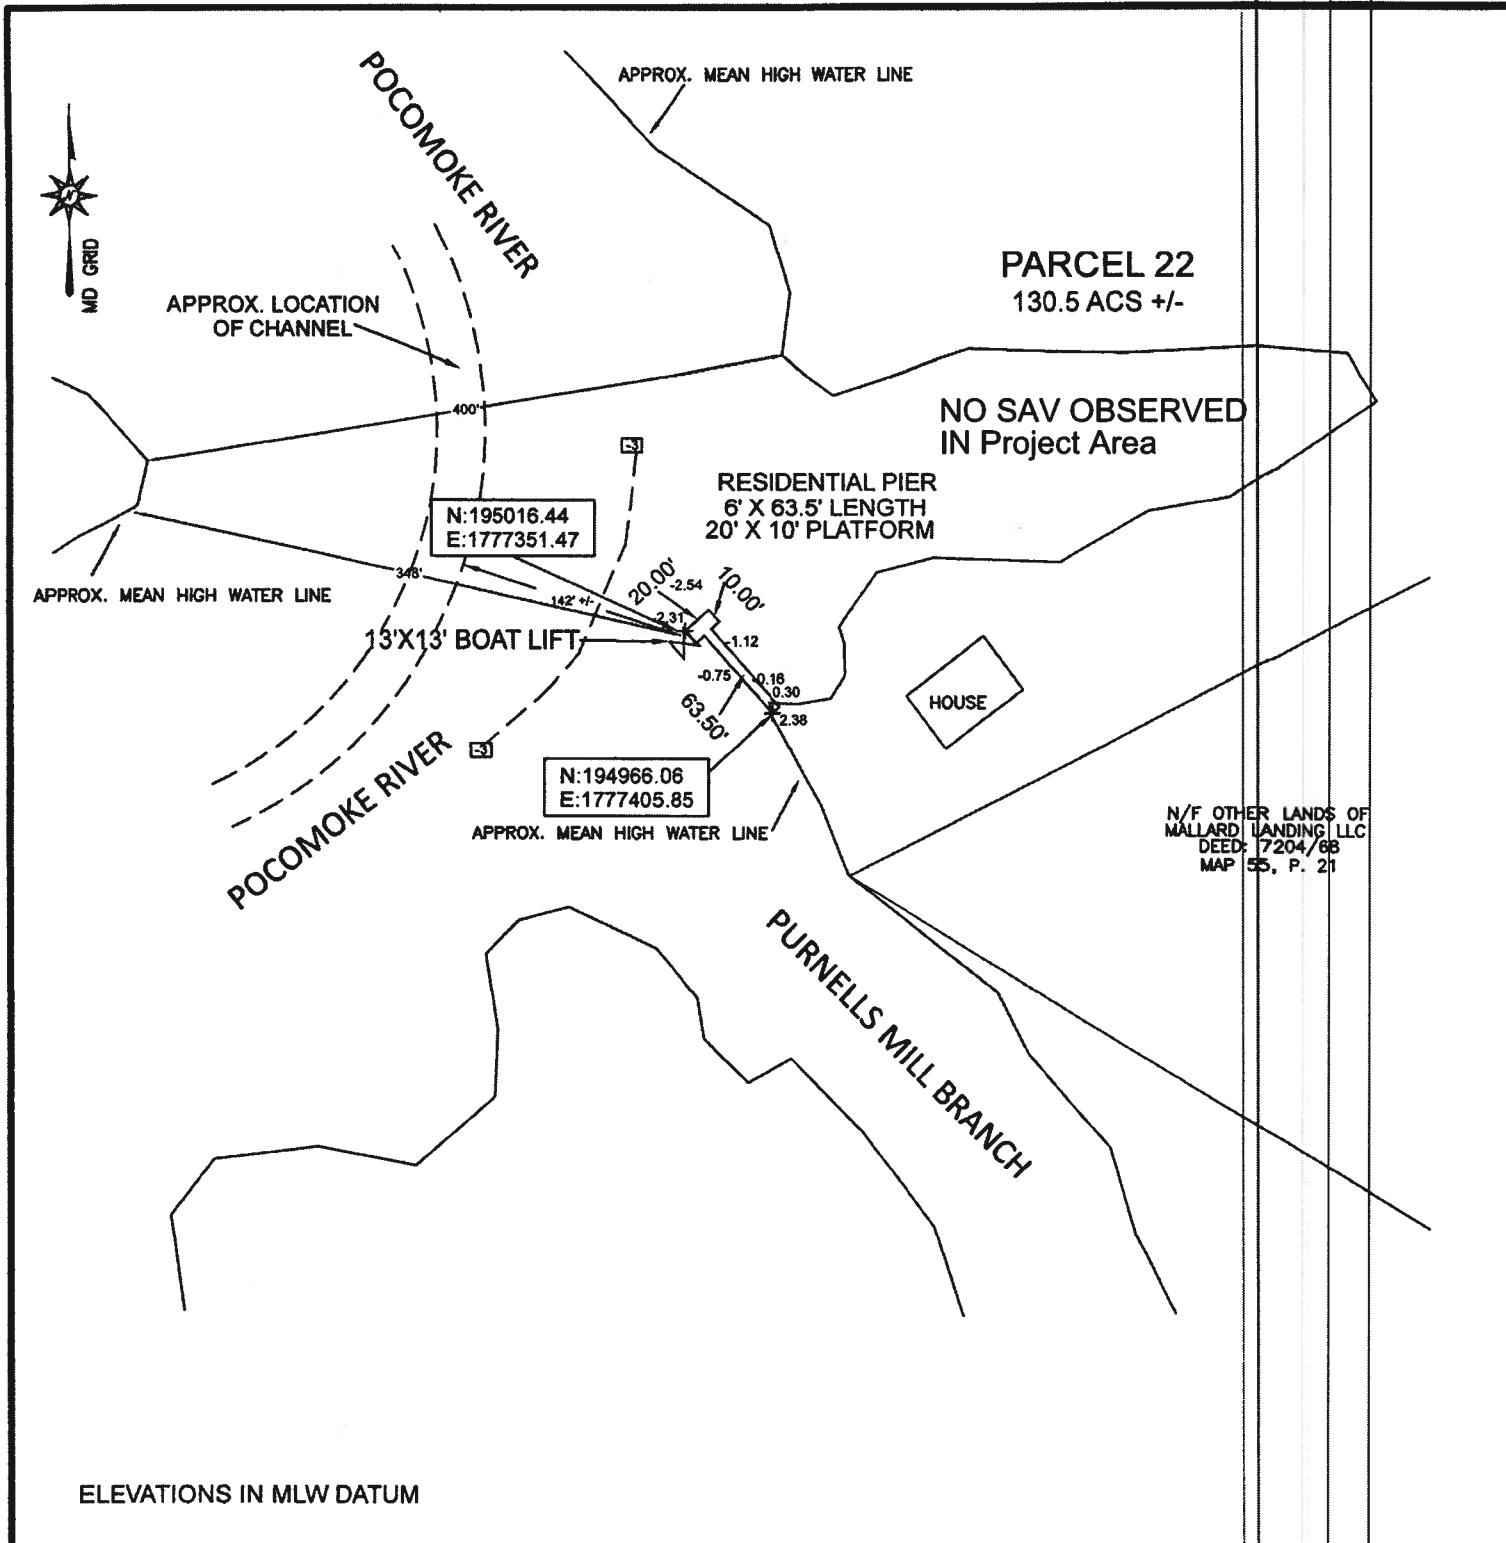 POCOMOKE RIVER
APPROX. MEAN HIGH WATER LINE
N
MD GRID
PARCEL 22
130.5 ACS +/-
APPROX. LOCATION
OF CHANNEL
400'
NO SAV OBSERVED
IN Project Area
-3
RESIDENTIAL PIER
6' X 63.5' LENGTH
20' X 10' PLATFORM
N:195016.44
E:1777351.47
348'
142' +/-
APPROX. MEAN HIGH WATER LINE
20.00'
-2.54
10.00'
-2.31
13'X13' BOAT LIFT
-1.12
-0.75
-0.16
0.30
2.38
63.50'
HOUSE
-3
POCOMOKE RIVER
N:194966.06
E:1777405.85
APPROX. MEAN HIGH WATER LINE
N/F OTHER LANDS OF
MALLARD LANDING LLC
DEED: 7204/68
MAP 55, P. 21
PURNELLS MILL BRANCH
ELEVATIONS IN MLW DATUM